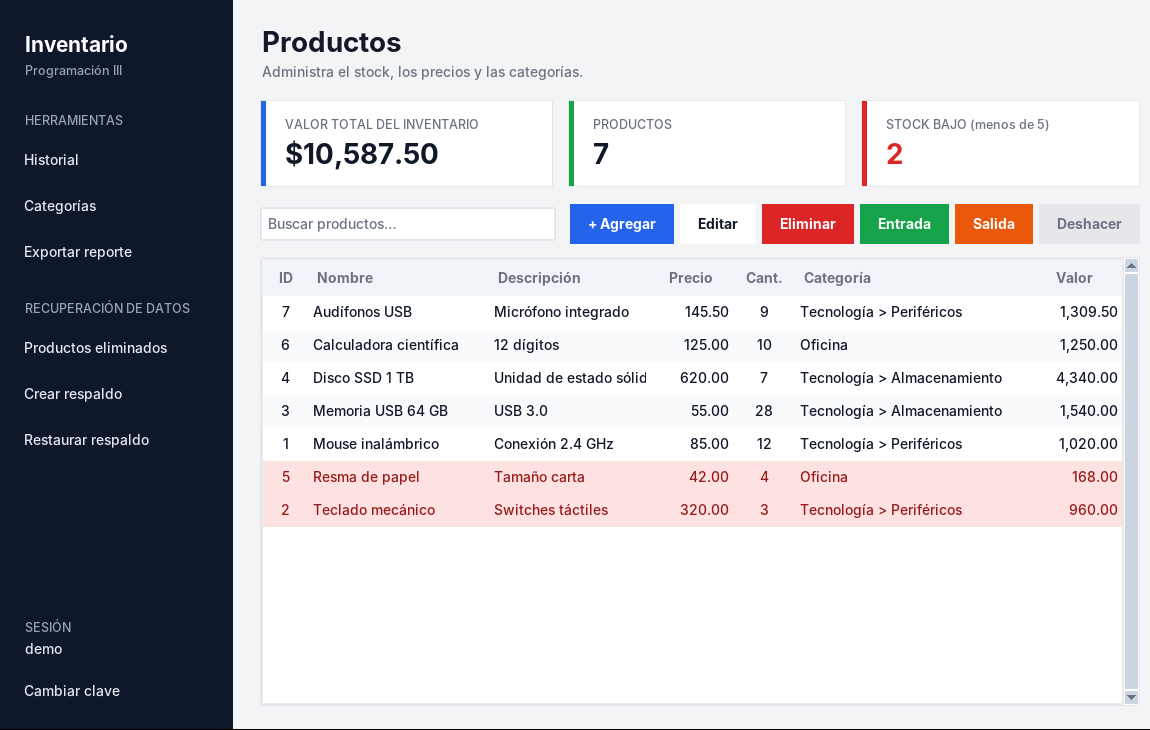 Inventario
Programación III
HERRAMIENTAS
Historial
Categorías
Exportar reporte
RECUPERACIÓN DE DATOS
Productos eliminados
Crear respaldo
Restaurar respaldo
SESIÓN
demo
Cambiar clave
Productos
Administra el stock, los precios y las categorías.
VALOR TOTAL DEL INVENTARIO
$10,587.50
PRODUCTOS
7
STOCK BAJO (menos de 5)
2
Buscar productos... + Agregar Editar Eliminar Entrada Salida Deshacer
ID Nombre Descripción Precio Cant. Categoría Valor
7 Audífonos USB Micrófono integrado 145.50 9 Tecnología > Periféricos 1,309.50
6 Calculadora científica 12 dígitos 125.00 10 Oficina 1,250.00
4 Disco SSD 1 TB Unidad de estado sólid 620.00 7 Tecnología > Almacenamiento 4,340.00
3 Memoria USB 64 GB USB 3.0 55.00 28 Tecnología > Almacenamiento 1,540.00
1 Mouse inalámbrico Conexión 2.4 GHz 85.00 12 Tecnología > Periféricos 1,020.00
5 Resma de papel Tamaño carta 42.00 4 Oficina 168.00
2 Teclado mecánico Switches táctiles 320.00 3 Tecnología > Periféricos 960.00